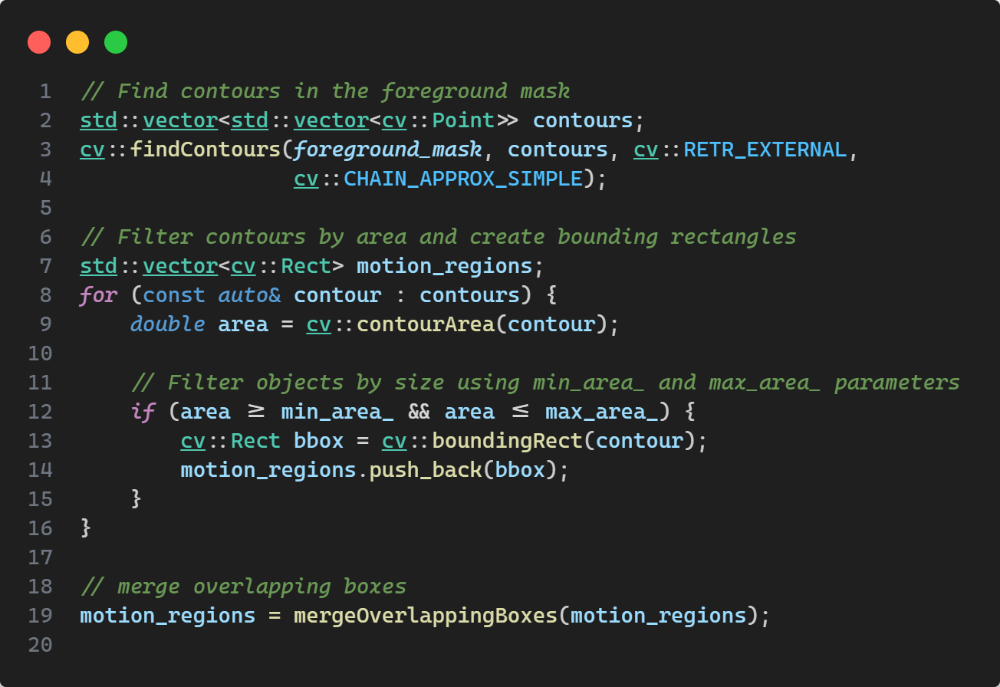 1 // Find contours in the foreground mask
2 std::vector<std::vector<cv::Point>> contours;
3 cv::findContours(foreground_mask, contours, cv::RETR_EXTERNAL,
4                  cv::CHAIN_APPROX_SIMPLE);
5
6 // Filter contours by area and create bounding rectangles
7 std::vector<cv::Rect> motion_regions;
8 for (const auto& contour : contours) {
9     double area = cv::contourArea(contour);
10
11     // Filter objects by size using min_area_ and max_area_ parameters
12     if (area >= min_area_ && area <= max_area_) {
13         cv::Rect bbox = cv::boundingRect(contour);
14         motion_regions.push_back(bbox);
15     }
16 }
17
18 // merge overlapping boxes
19 motion_regions = mergeOverlappingBoxes(motion_regions);
20